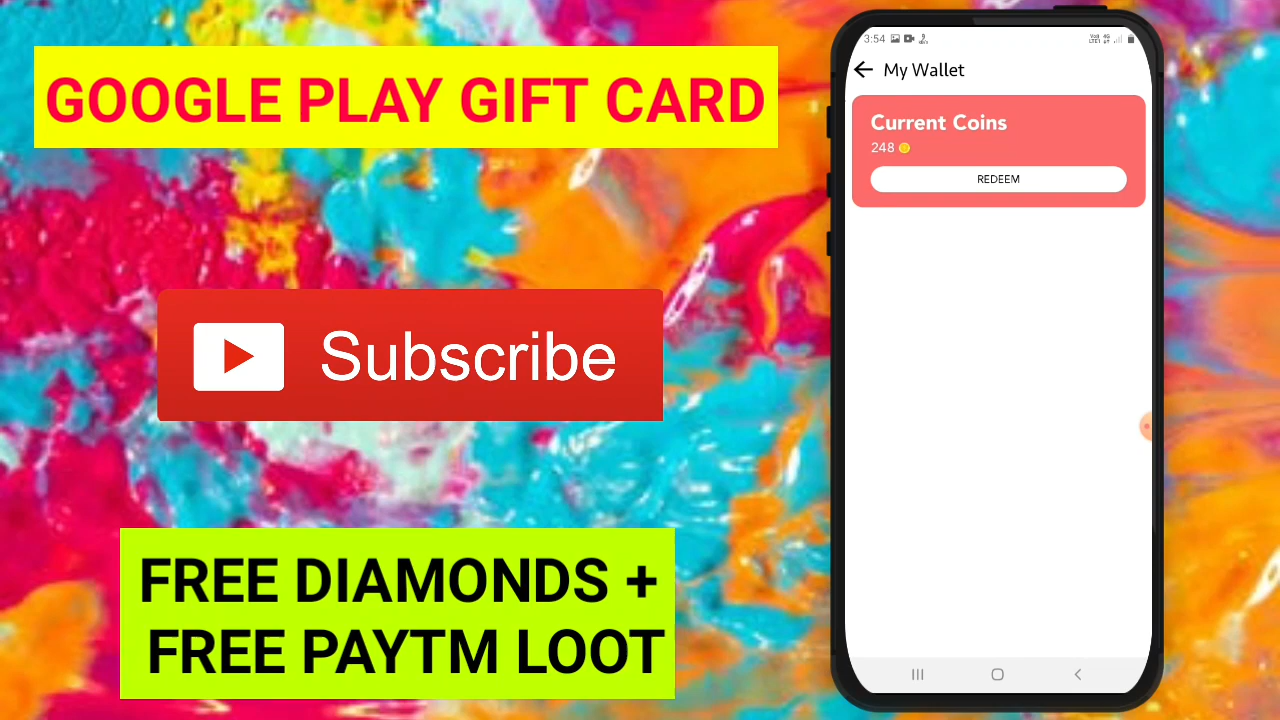 GOOGLE PLAY GIFT CARD
Subscribe
FREE DIAMONDS +
FREE PAYTM LOOT
3:54
My Wallet
Current Coins
248
REDEEM